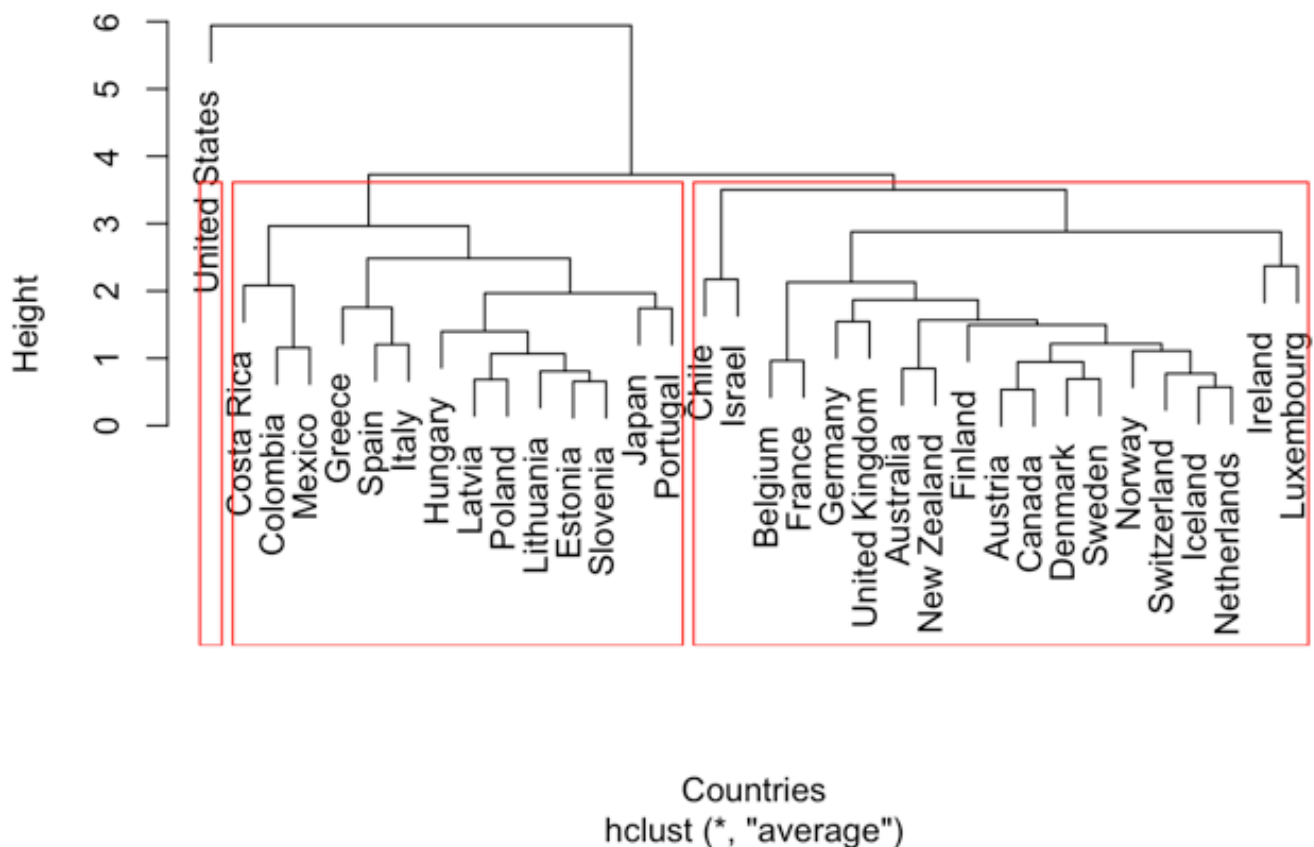 6
5
4
3
2
1
0
Height
United States
Costa Rica
Colombia
Mexico
Greece
Spain
Italy
Hungary
Latvia
Poland
Lithuania
Estonia
Slovenia
Japan
Portugal
Chile
Israel
Belgium
France
Germany
United Kingdom
Australia
New Zealand
Finland
Austria
Canada
Denmark
Sweden
Norway
Switzerland
Iceland
Netherlands
Ireland
Luxembourg
Countries
hclust (*, "average")